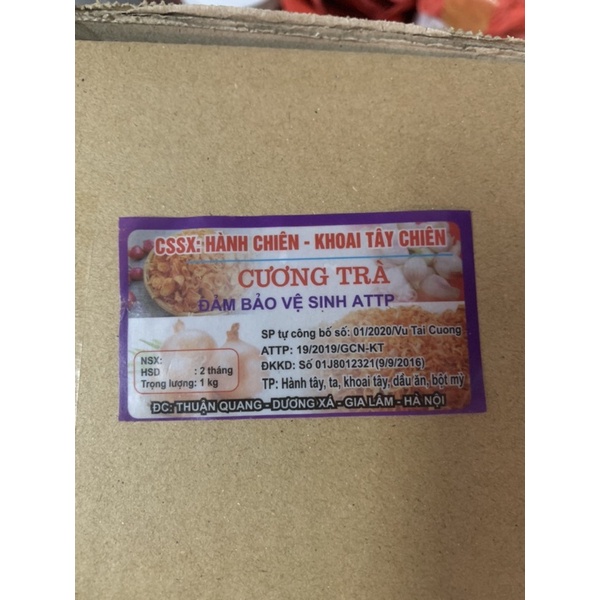 CSSX: HÀNH CHIÊN - KHOAI TÂY CHIÊN
CƯƠNG TRÀ
ĐẢM BẢO VỆ SINH ATTP
SP tự công bố số: 01/2020/Vu Tai Cuong
ATTP: 19/2019/GCN-KT
ĐKKD: Số 01J8012321(9/9/2016)
TP: Hành tây, ta, khoai tây, dầu ăn, bột mỳ
NSX:
HSD : 2 tháng
Trọng lượng: 1 kg
ĐC: THUẬN QUANG - DƯƠNG XÁ - GIA LÂM - HÀ NỘI